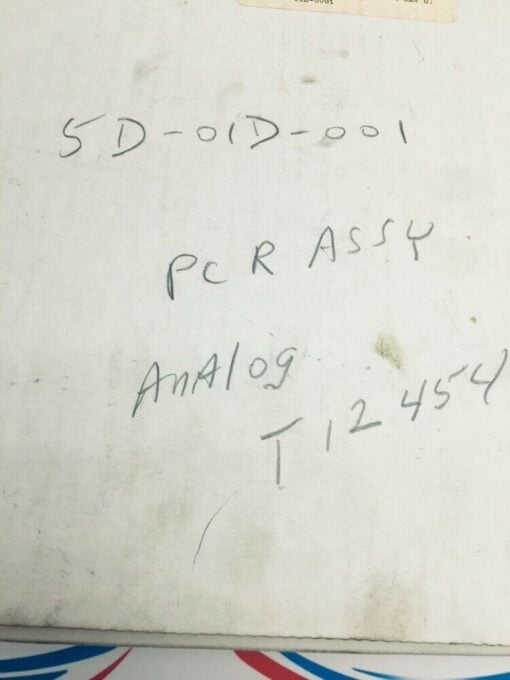 5D-01D-001
PCR ASSY
AnAlog
T12454